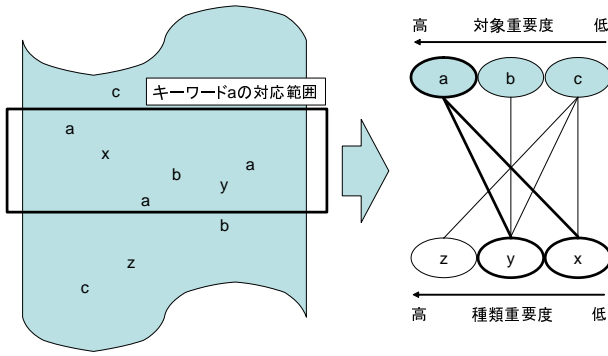 c
キーワードaの対応範囲
a
x
b
a
y
a
b
z
c
高 対象重要度 低
a b c
z y x
高 種類重要度 低